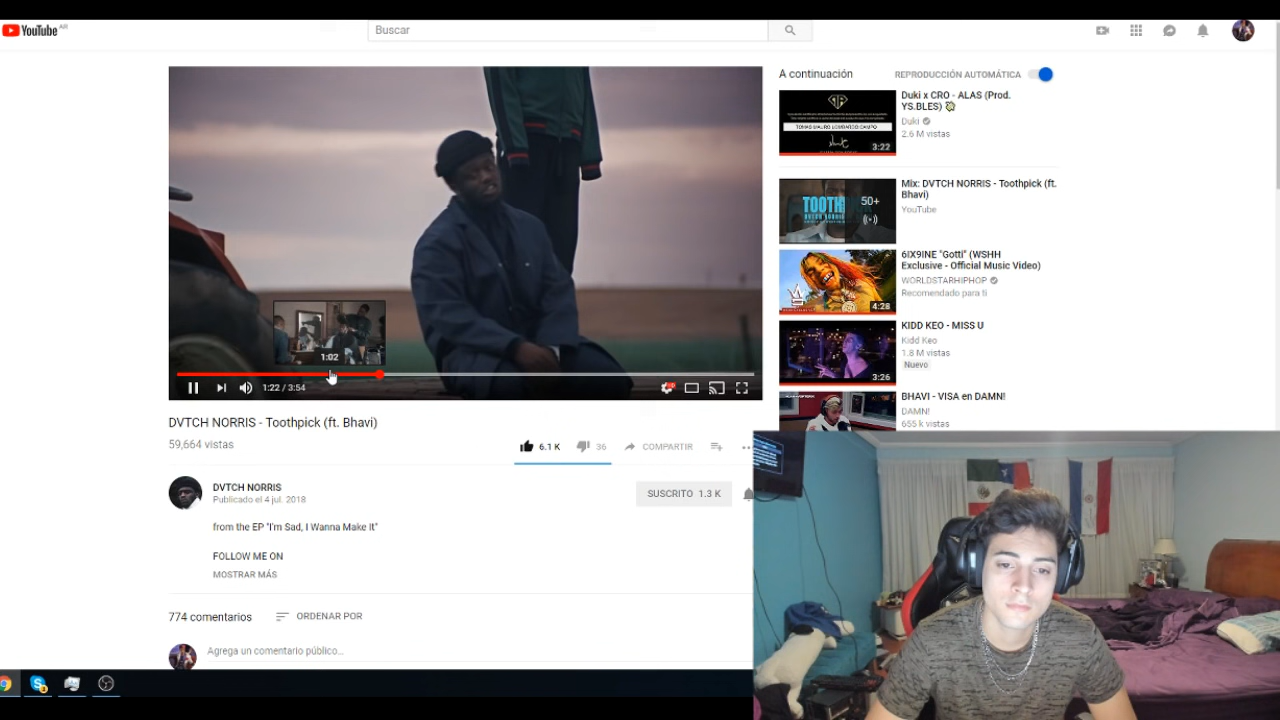 YouTube AR
Buscar
A continuación
REPRODUCCIÓN AUTOMÁTICA
Duki x CRO - ALAS (Prod.
YS.BLES)
Duki
2.6 M vistas
3:22
Mix: DVTCH NORRIS - Toothpick (ft.
Bhavi)
YouTube
TOOTH
50+
6IX9INE "Gotti" (WSHH
Exclusive - Official Music Video)
WORLDSTARHIPHOP
Recomendado para ti
4:28
KIDD KEO - MISS U
Kidd Keo
1.8 M vistas
Nuevo
3:26
BHAVI - VISA en DAMN!
DAMN!
655 k vistas
1:02
1:22 / 3:54
DVTCH NORRIS - Toothpick (ft. Bhavi)
59,664 vistas
6.1 K
36
COMPARTIR
DVTCH NORRIS
Publicado el 4 jul. 2018
SUSCRITO 1.3 K
from the EP "I'm Sad, I Wanna Make It"
FOLLOW ME ON
MOSTRAR MÁS
774 comentarios
ORDENAR POR
Agrega un comentario público...